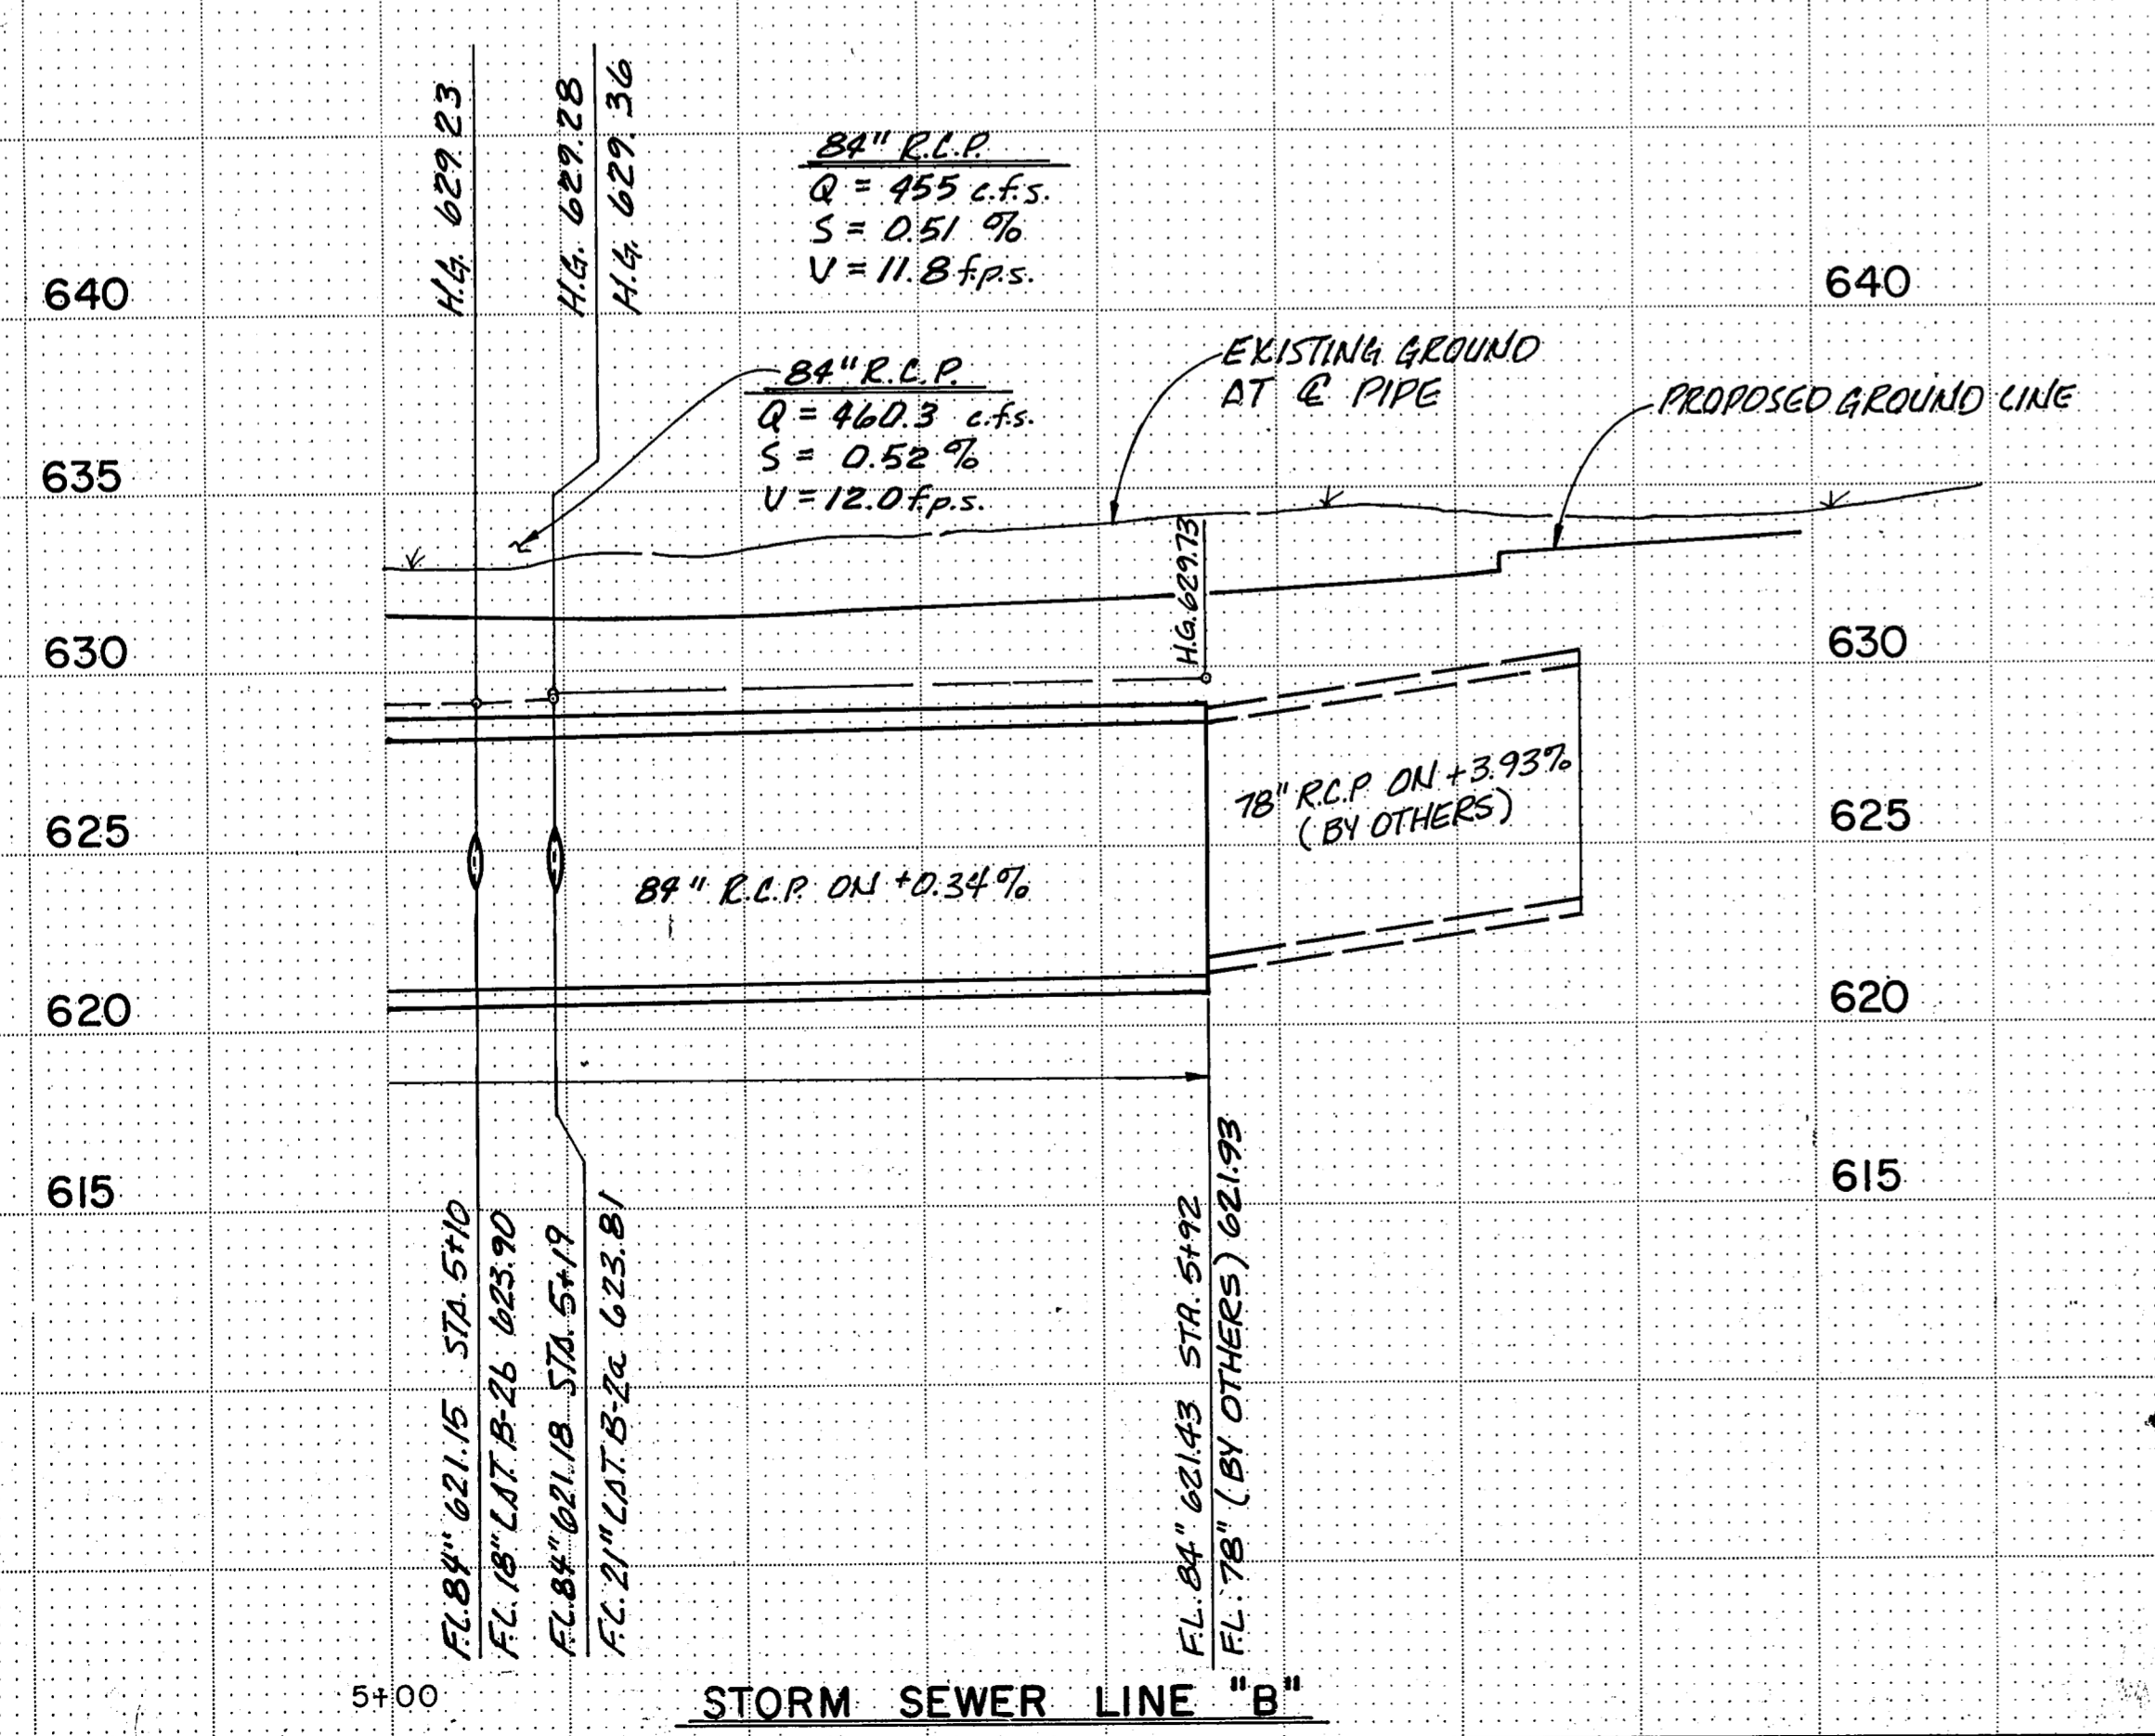 H.G. 629.23
H.G. 629.28
H.G. 629.36
84" R.C.P.
Q = 455 c.f.s.
S = 0.51 %
V = 11.8 f.p.s.
640
640
84" R.C.P.
Q = 460.3 c.f.s.
S = 0.52 %
V = 12.0 f.p.s.
EXISTING GROUND
AT ℄ PIPE
PROPOSED GROUND LINE
635
H.G. 629.73
630
630
78" R.C.P. ON +3.93%
(BY OTHERS)
625
625
84" R.C.P. ON +0.34%
620
620
615
615
F.L. 84" 621.15 STA. 5+10
F.L. 18" LAT. B-2b 623.90
F.L. 84" 621.18 STA. 5+19
F.L. 21" LAT. B-2a 623.81
F.L. 84" 621.43 STA. 5+92
F.L. 78" (BY OTHERS) 621.93
5+00
STORM SEWER LINE "B"